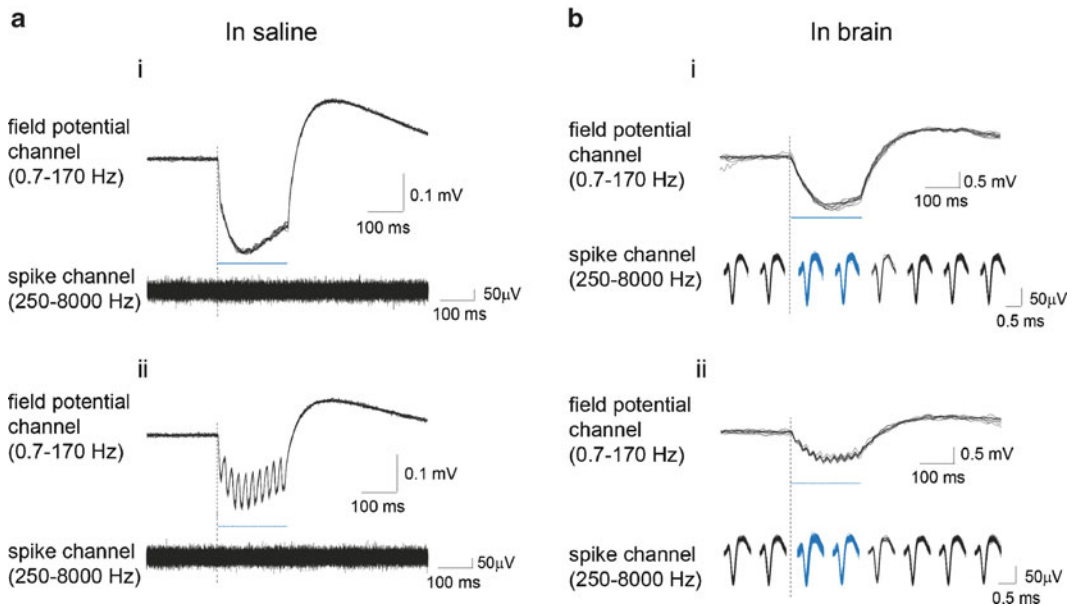 a
In saline
i
field potential
channel
(0.7-170 Hz)
0.1 mV
100 ms
spike channel
(250-8000 Hz)
50μV
100 ms
ii
field potential
channel
(0.7-170 Hz)
0.1 mV
100 ms
spike channel
(250-8000 Hz)
50μV
100 ms
b
In brain
i
field potential
channel
(0.7-170 Hz)
0.5 mV
100 ms
spike channel
(250-8000 Hz)
50μV
0.5 ms
ii
field potential
channel
(0.7-170 Hz)
0.5 mV
100 ms
spike channel
(250-8000 Hz)
50μV
0.5 ms